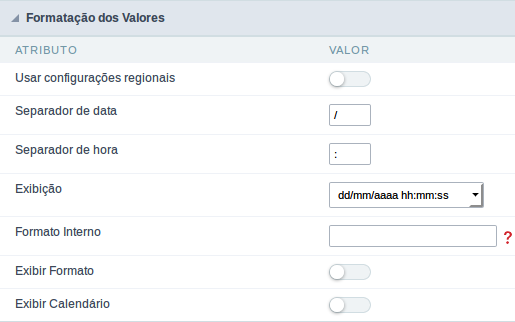 Formatação dos Valores
ATRIBUTO VALOR
Usar configurações regionais
Separador de data /
Separador de hora :
Exibição dd/mm/aaaa hh:mm:ss
Formato Interno ?
Exibir Formato
Exibir Calendário